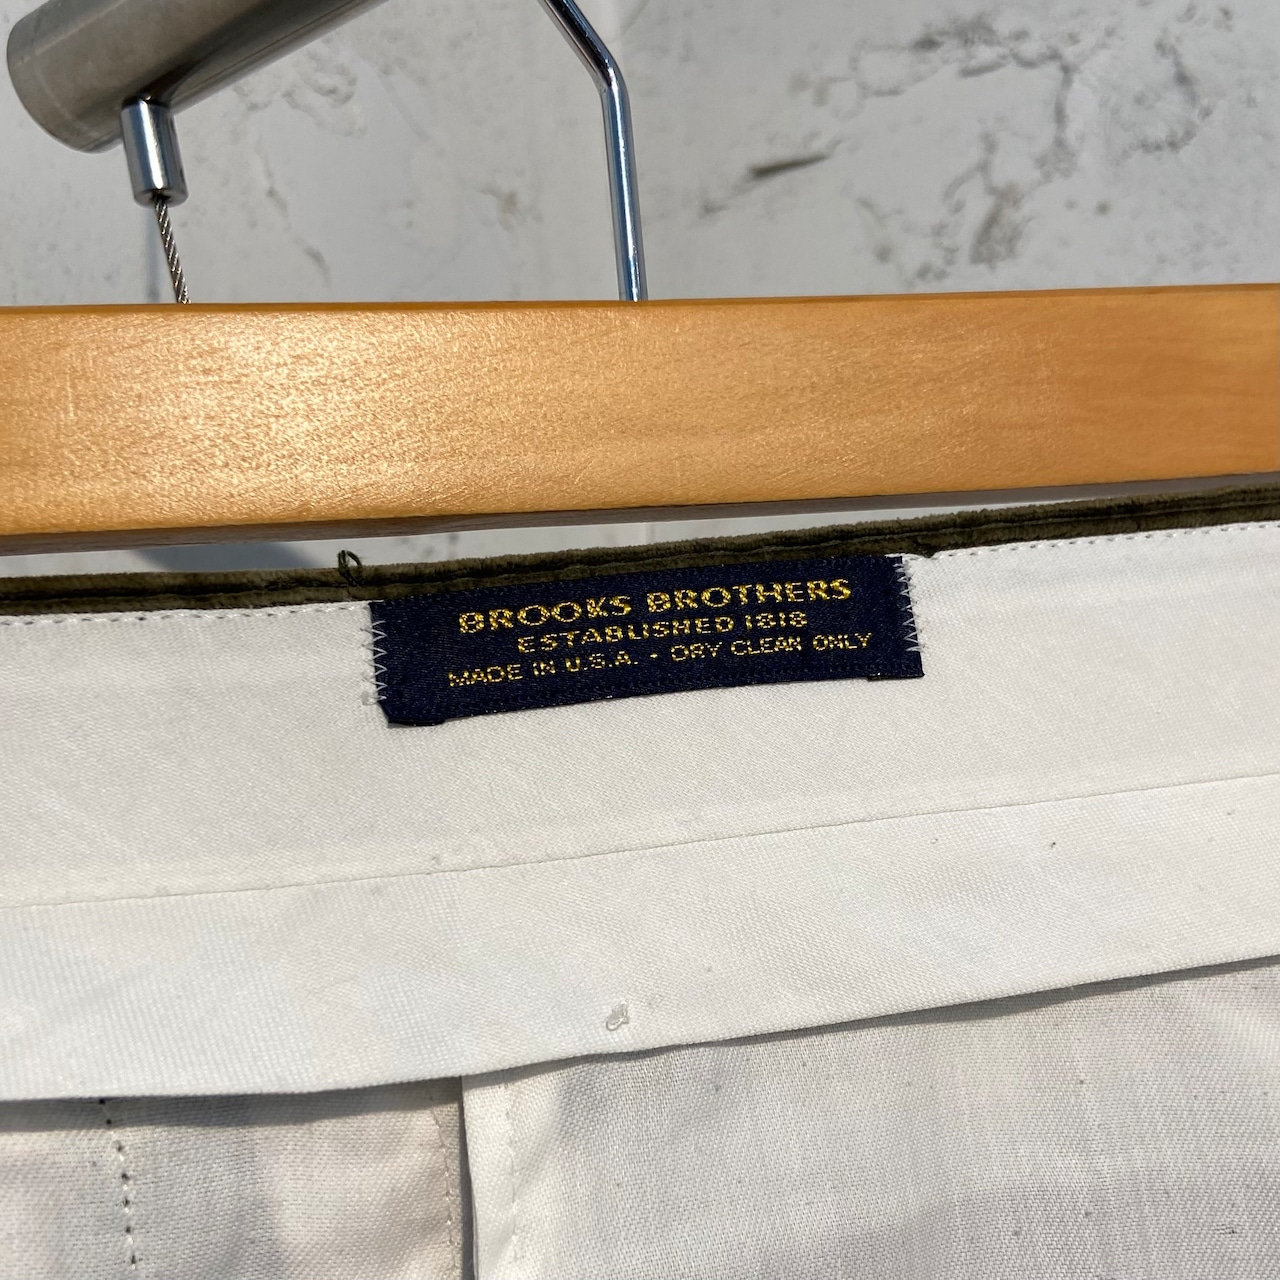 BROOKS BROTHERS
ESTABLISHED 1818
MADE IN U.S.A. • DRY CLEAN ONLY